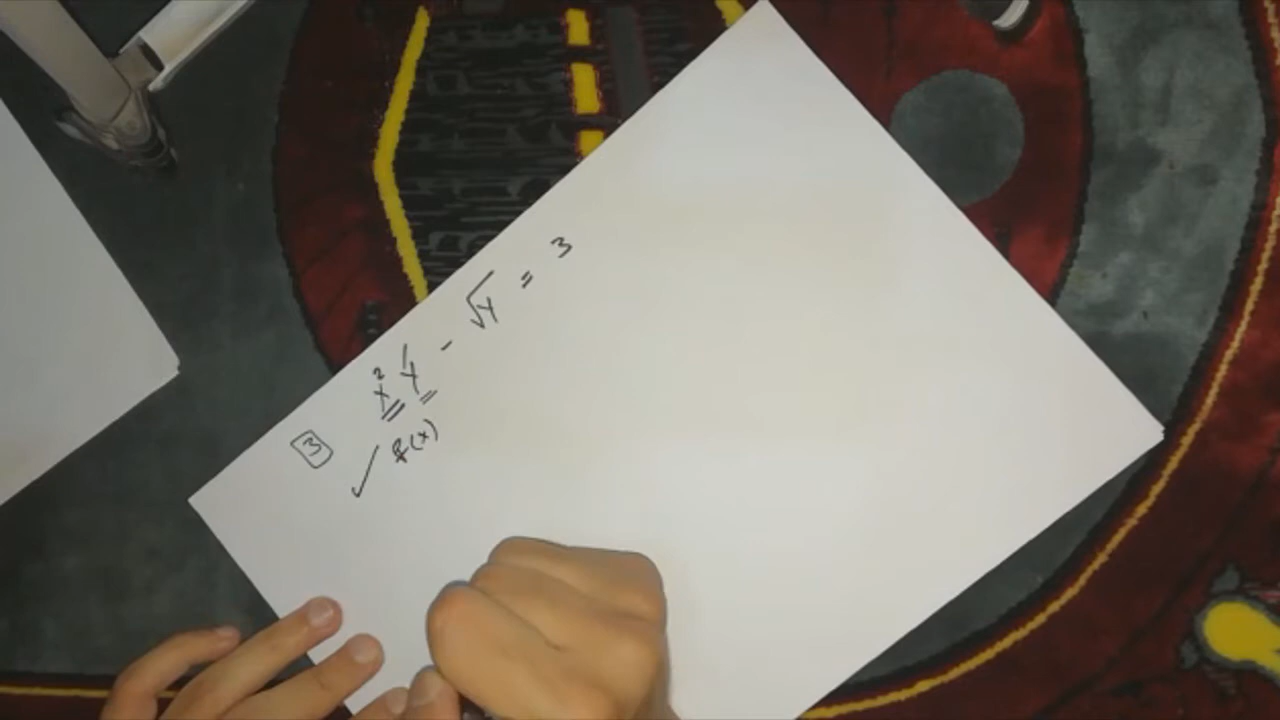 3 x² y - √y = 3
✓ f(x)